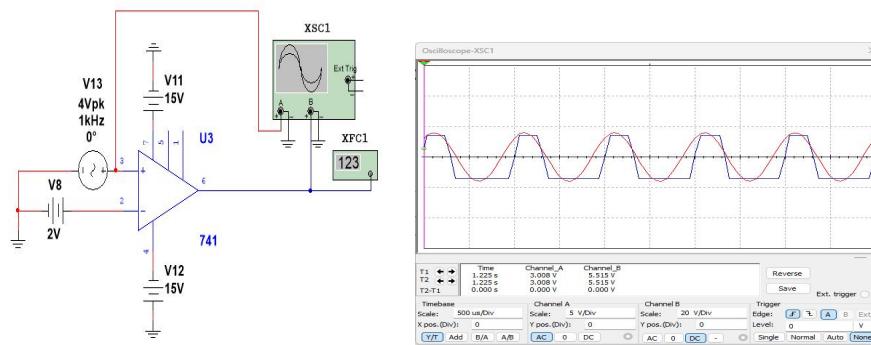 XSC1
Ext Trig
+
A
B
V13
4Vpk
1kHz
0°
V11
15V
U3
7
5
1
3
2
6
4
741
XFC1
123
V8
2V
V12
15V
Oscilloscope-XSC1
Time Channel_A Channel_B
T1 1.225 s 3.008 V 5.515 V
T2 1.225 s 3.008 V 5.515 V
T2-T1 0.000 s 0.000 V 0.000 V
Reverse
Save
Ext. trigger
Timebase
Scale: 500 us/Div
X pos.(Div): 0
Y/T Add B/A A/B
Channel A
Scale: 5 V/Div
Y pos.(Div): 0
AC 0 DC
Channel B
Scale: 20 V/Div
Y pos.(Div): 0
AC 0 DC -
Trigger
Edge: A B Ext
Level: 0 V
Single Normal Auto None